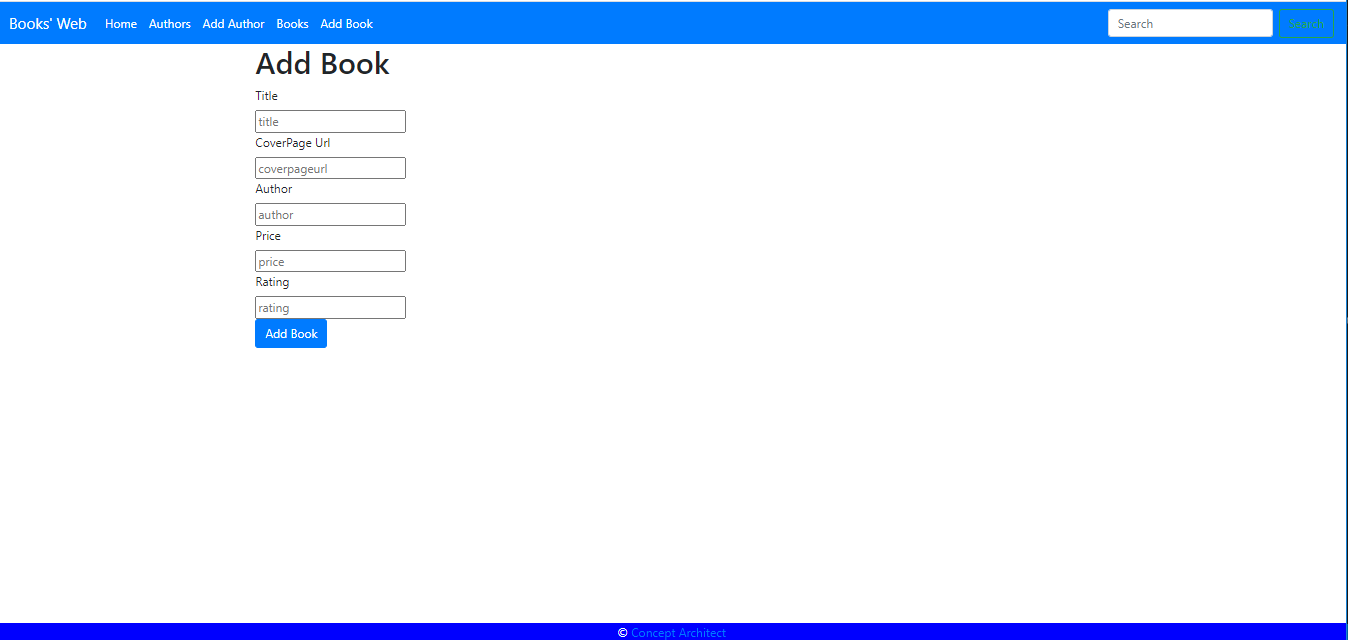 Books' Web Home Authors Add Author Books Add Book Search Search
Add Book
Title
title
CoverPage Url
coverpageurl
Author
author
Price
price
Rating
rating
Add Book
© Concept Architect